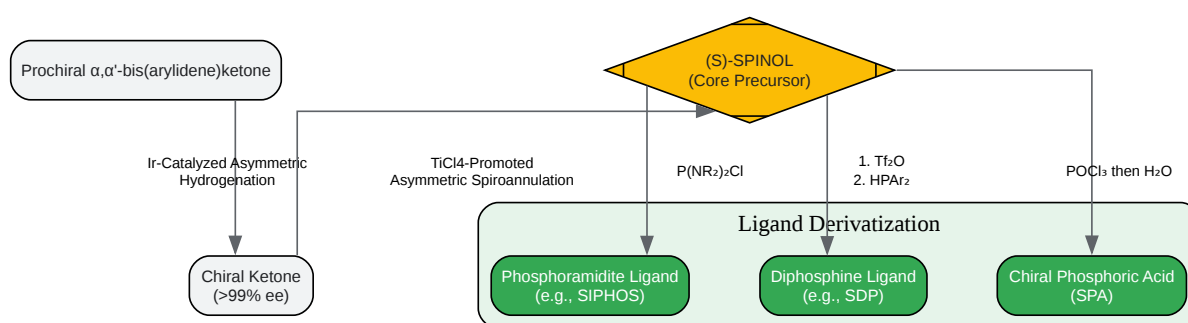 Prochiral α,α'-bis(arylidene)ketone
(S)-SPINOL
(Core Precursor)
Ir-Catalyzed Asymmetric
Hydrogenation
TiCl4-Promoted
Asymmetric Spiroannulation
P(NR₂)₂Cl
1. Tf₂O
2. HPAr₂
POCl₃ then H₂O
Ligand Derivatization
Chiral Ketone
(>99% ee)
Phosphoramidite Ligand
(e.g., SIPHOS)
Diphosphine Ligand
(e.g., SDP)
Chiral Phosphoric Acid
(SPA)